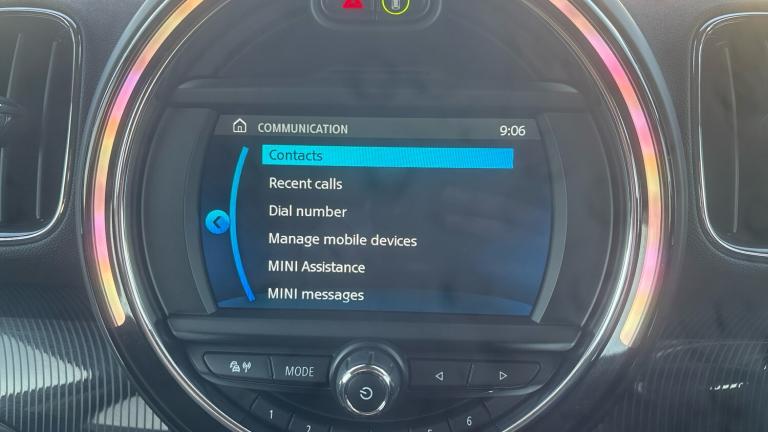 COMMUNICATION 9:06
Contacts
Recent calls
Dial number
Manage mobile devices
MINI Assistance
MINI messages
MODE
1 2 5 6